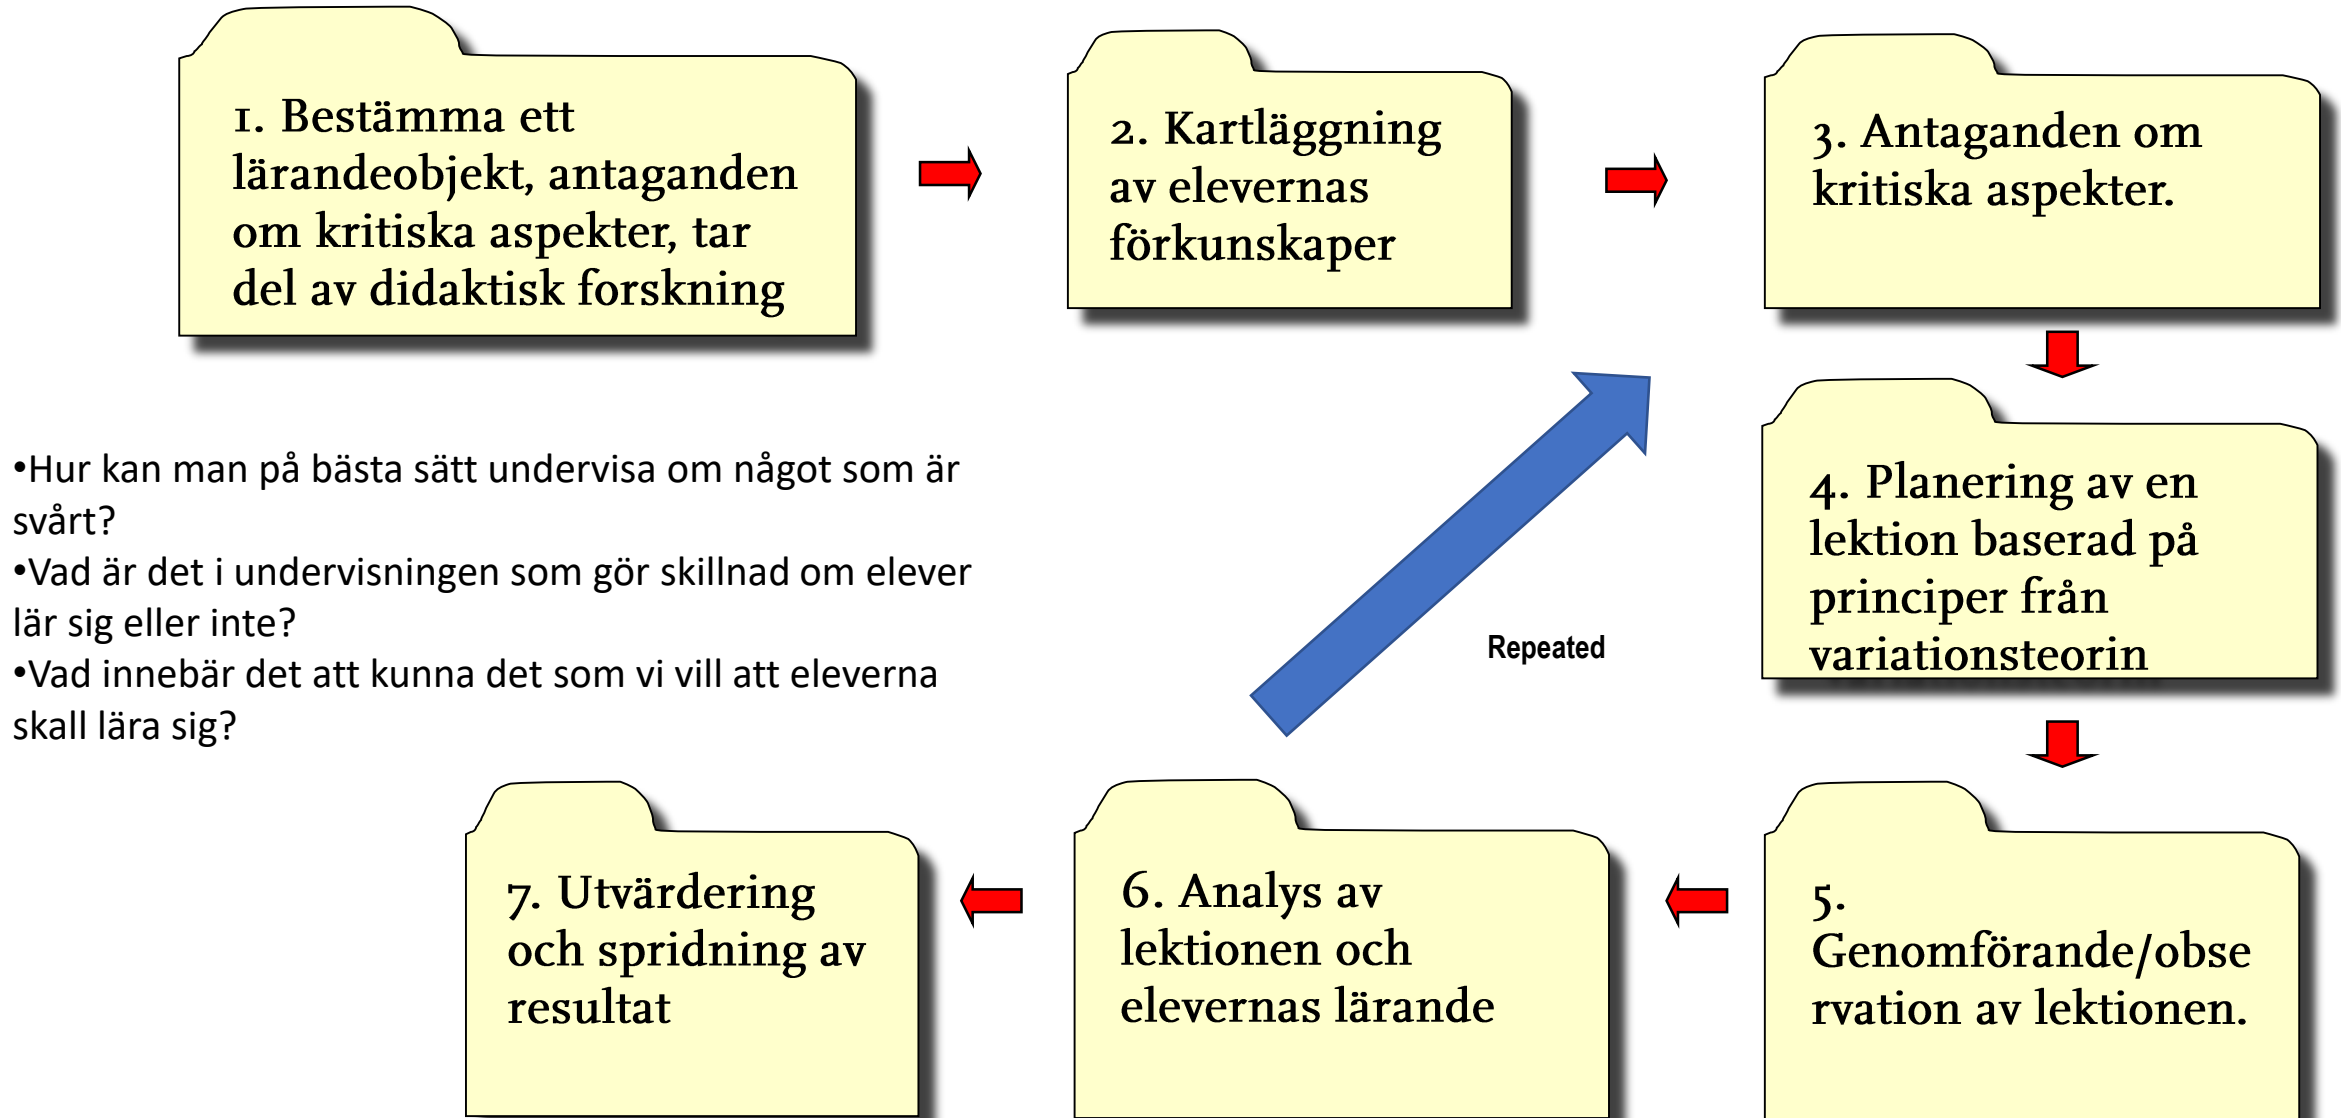 1. Bestämma ett
lärandeobjekt, antaganden
om kritiska aspekter, tar
del av didaktisk forskning
2. Kartläggning
av elevernas
förkunskaper
3. Antaganden om
kritiska aspekter.
•Hur kan man på bästa sätt undervisa om något som är
svårt?
•Vad är det i undervisningen som gör skillnad om elever
lär sig eller inte?
•Vad innebär det att kunna det som vi vill att eleverna
skall lära sig?
Repeated
4. Planering av en
lektion baserad på
principer från
variationsteorin
5.
Genomförande/obse
rvation av lektionen.
6. Analys av
lektionen och
elevernas lärande
7. Utvärdering
och spridning av
resultat